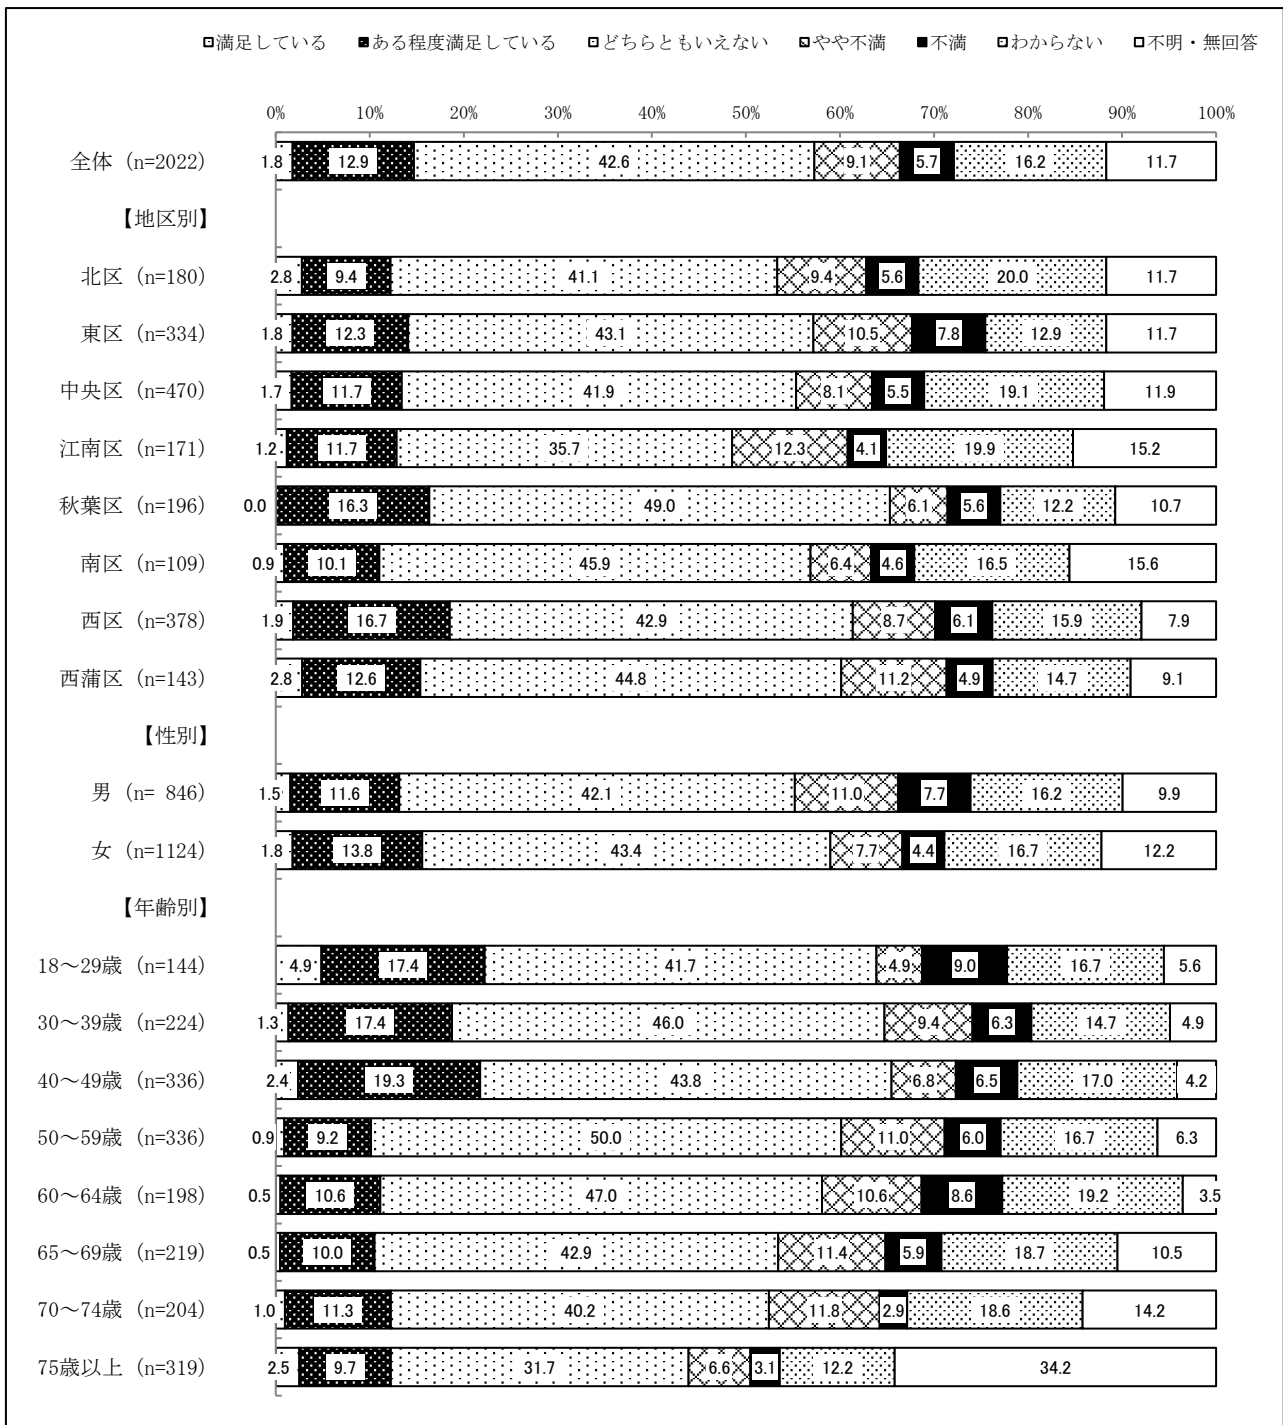 満足している ある程度満足している どちらともいえない やや不満 不満 わからない 不明・無回答
0% 10% 20% 30% 40% 50% 60% 70% 80% 90% 100%
全体 (n=2022) 1.8 12.9 42.6 9.1 5.7 16.2 11.7
【地区別】
北区 (n=180) 2.8 9.4 41.1 9.4 5.6 20.0 11.7
東区 (n=334) 1.8 12.3 43.1 10.5 7.8 12.9 11.7
中央区 (n=470) 1.7 11.7 41.9 8.1 5.5 19.1 11.9
江南区 (n=171) 1.2 11.7 35.7 12.3 4.1 19.9 15.2
秋葉区 (n=196) 0.0 16.3 49.0 6.1 5.6 12.2 10.7
南区 (n=109) 0.9 10.1 45.9 6.4 4.6 16.5 15.6
西区 (n=378) 1.9 16.7 42.9 8.7 6.1 15.9 7.9
西蒲区 (n=143) 2.8 12.6 44.8 11.2 4.9 14.7 9.1
【性別】
男 (n= 846) 1.5 11.6 42.1 11.0 7.7 16.2 9.9
女 (n=1124) 1.8 13.8 43.4 7.7 4.4 16.7 12.2
【年齢別】
18～29歳 (n=144) 4.9 17.4 41.7 4.9 9.0 16.7 5.6
30～39歳 (n=224) 1.3 17.4 46.0 9.4 6.3 14.7 4.9
40～49歳 (n=336) 2.4 19.3 43.8 6.8 6.5 17.0 4.2
50～59歳 (n=336) 0.9 9.2 50.0 11.0 6.0 16.7 6.3
60～64歳 (n=198) 0.5 10.6 47.0 10.6 8.6 19.2 3.5
65～69歳 (n=219) 0.5 10.0 42.9 11.4 5.9 18.7 10.5
70～74歳 (n=204) 1.0 11.3 40.2 11.8 2.9 18.6 14.2
75歳以上 (n=319) 2.5 9.7 31.7 6.6 3.1 12.2 34.2